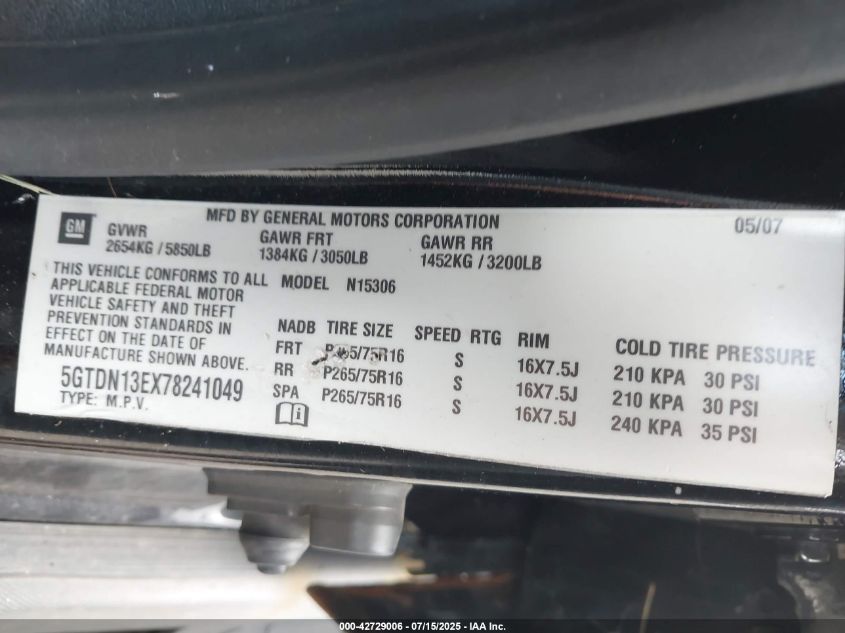 MFD BY GENERAL MOTORS CORPORATION 05/07
GM
GVWR GAWR FRT GAWR RR
2654KG / 5850LB 1384KG / 3050LB 1452KG / 3200LB
THIS VEHICLE CONFORMS TO ALL
APPLICABLE FEDERAL MOTOR
VEHICLE SAFETY AND THEFT
PREVENTION STANDARDS IN
EFFECT ON THE DATE OF
MANUFACTURE SHOWN ABOVE.
5GTDN13EX78241049
TYPE: M.P.V.
MODEL N15306
NADB TIRE SIZE SPEED RTG RIM COLD TIRE PRESSURE
FRT S 16X7.5J 210 KPA 30 PSI
RR P265/75R16 S 16X7.5J 210 KPA 30 PSI
SPA P265/75R16 S 16X7.5J 240 KPA 35 PSI
000-42729006 - 07/15/2025 - IAA Inc.